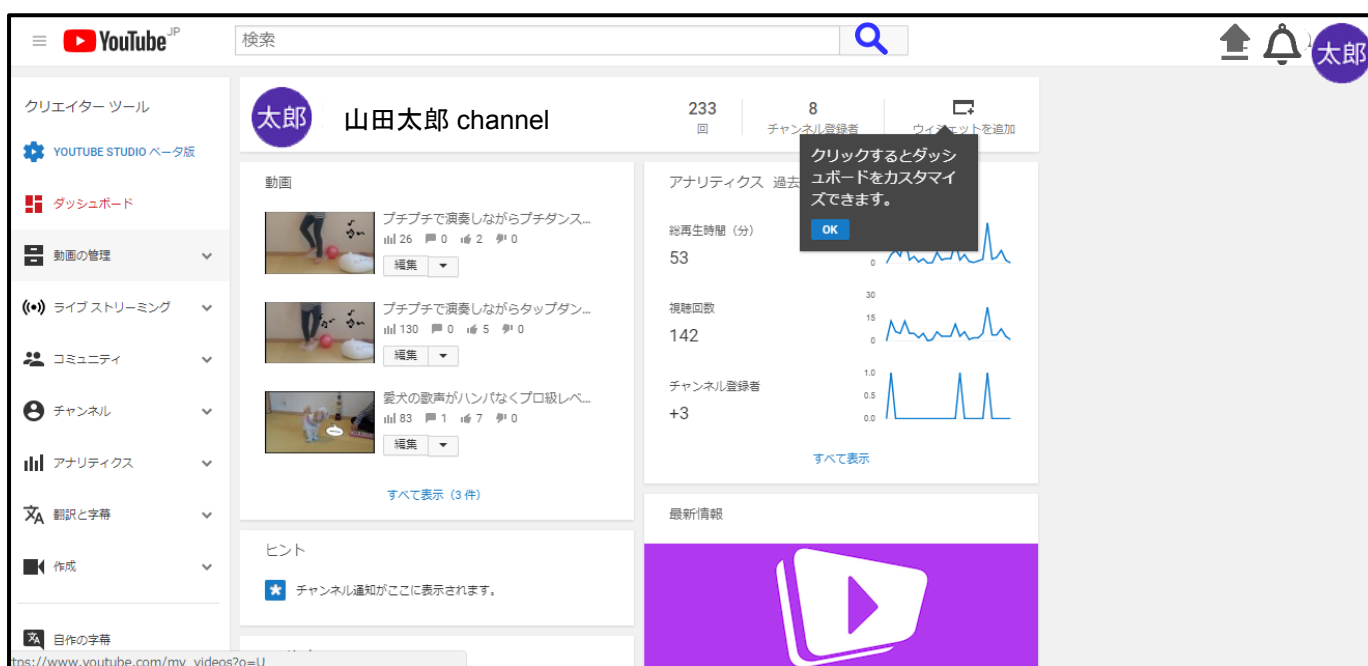 YouTube JP
検索
太郎
クリエイター ツール
YOUTUBE STUDIO ベータ版
ダッシュボード
動画の管理
ライブ ストリーミング
コミュニティ
チャンネル
アナリティクス
翻訳と字幕
作成
自作の字幕
tps://www.youtube.com/my_videos?o=U
太郎
山田太郎 channel
233
回
8
チャンネル登録者
ウィジェットを追加
クリックするとダッシ
ュボードをカスタマイ
ズできます。
OK
動画
プチプチで演奏しながらプチダンス...
26 0 2 0
編集
プチプチで演奏しながらタップダン...
130 0 5 0
編集
愛犬の歌声がハンパなくプロ級レベ...
83 1 7 0
編集
すべて表示（3 件）
ヒント
チャンネル通知がここに表示されます。
アナリティクス 過去
総再生時間（分）
53
0
視聴回数
142
30
15
0
チャンネル登録者
+3
1.0
0.5
0.0
すべて表示
最新情報